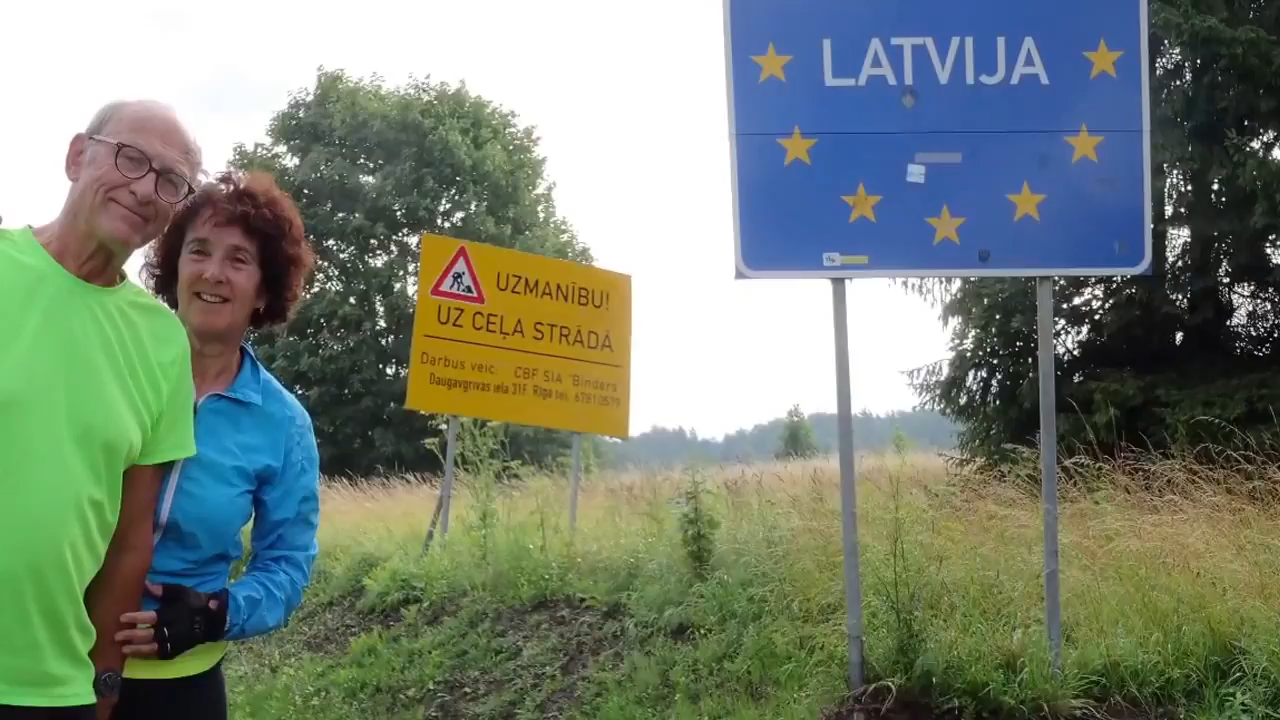 LATVIJA
UZMANĪBU!
UZ CEĻA STRĀDĀ
Darbus veic: CBF SIA "Binders
Daugavgrīvas iela 31F Rīga tel. 67810579